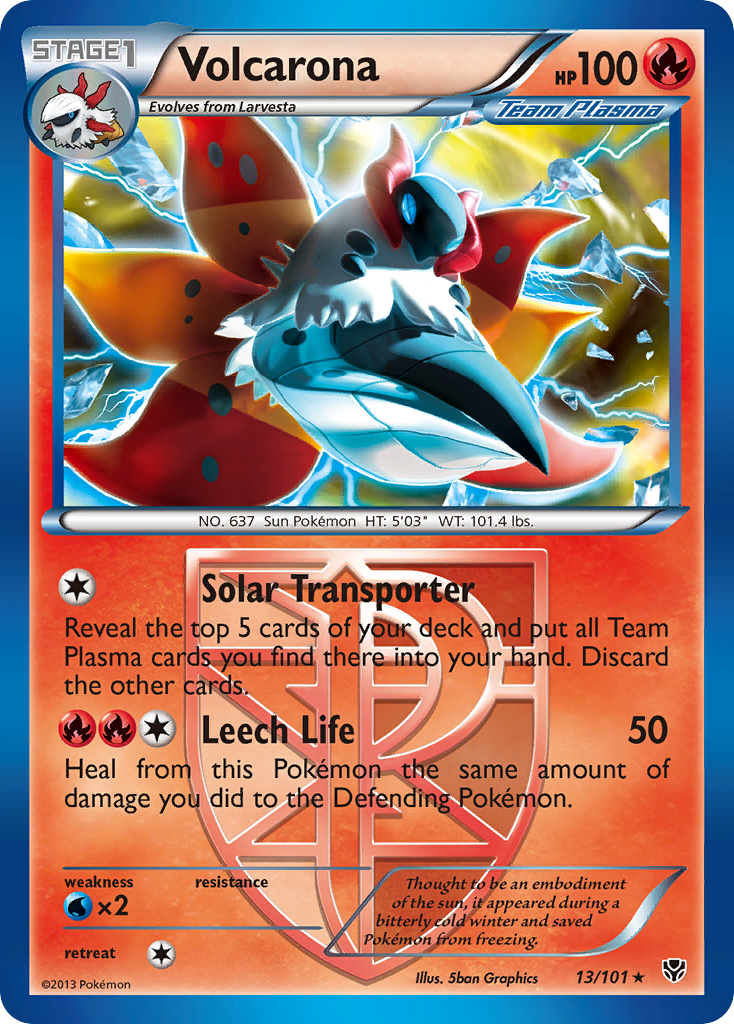 STAGE1
Volcarona
HP100
Evolves from Larvesta
Team Plasma
NO. 637 Sun Pokémon HT: 5'03" WT: 101.4 lbs.
Solar Transporter
Reveal the top 5 cards of your deck and put all Team
Plasma cards you find there into your hand. Discard
the other cards.
Leech Life 50
Heal from this Pokémon the same amount of
damage you did to the Defending Pokémon.
weakness resistance
×2
retreat
Thought to be an embodiment
of the sun, it appeared during a
bitterly cold winter and saved
Pokémon from freezing.
©2013 Pokémon
Illus. 5ban Graphics
13/101 ★